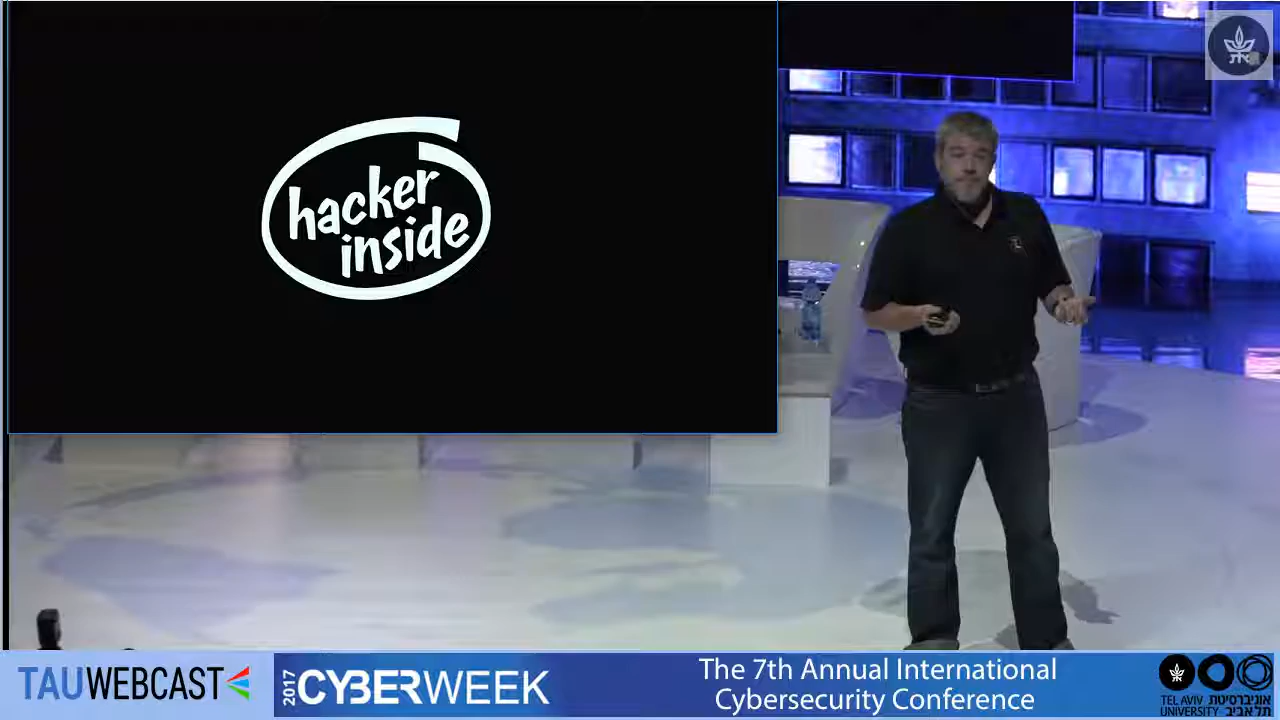 hacker
inside
TAUWEBCAST
2017 CYBERWEEK
The 7th Annual International
Cybersecurity Conference
TEL AVIV אוניברסיטת
UNIVERSITY תל אביב